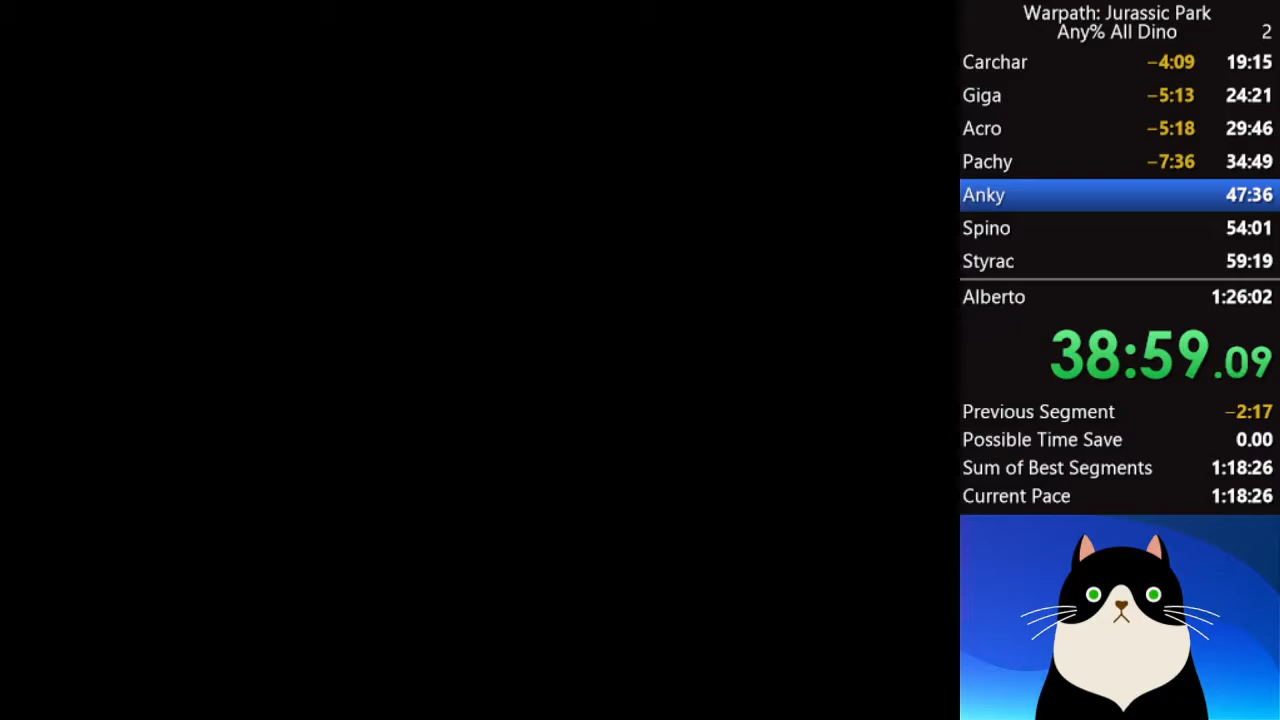 Warpath: Jurassic Park
Any% All Dino 2
Carchar −4:09 19:15
Giga −5:13 24:21
Acro −5:18 29:46
Pachy −7:36 34:49
Anky 47:36
Spino 54:01
Styrac 59:19
Alberto 1:26:02
38:59.09
Previous Segment −2:17
Possible Time Save 0.00
Sum of Best Segments 1:18:26
Current Pace 1:18:26